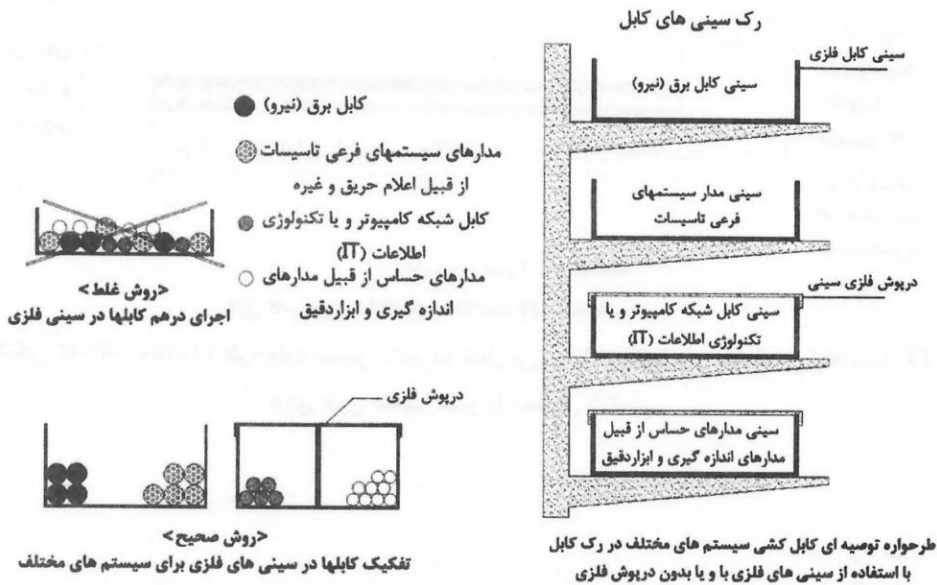 رک سینی های کابل
سینی کابل فلزی
سینی کابل برق (نیرو)
سینی مدار سیستمهای
فرعی تاسیسات
درپوش فلزی سینی
سینی کابل شبکه کامپیوتر و یا
تکنولوژی اطلاعات (IT)
سینی مدارهای حساس از قبیل
مدارهای اندازه گیری و ابزاردقیق
طرحواره توصیه ای کابل کشی سیستم های مختلف در رک کابل
با استفاده از سینی های فلزی با و یا بدون درپوش فلزی
کابل برق (نیرو)
مدارهای سیستمهای فرعی تاسیسات
از قبیل اعلام حریق و غیره
کابل شبکه کامپیوتر و یا تکنولوژی
اطلاعات (IT)
مدارهای حساس از قبیل مدارهای
اندازه گیری و ابزاردقیق
<روش غلط>
اجرای درهم کابلها در سینی فلزی
درپوش فلزی
<روش صحیح>
تفکیک کابلها در سینی های فلزی برای سیستم های مختلف